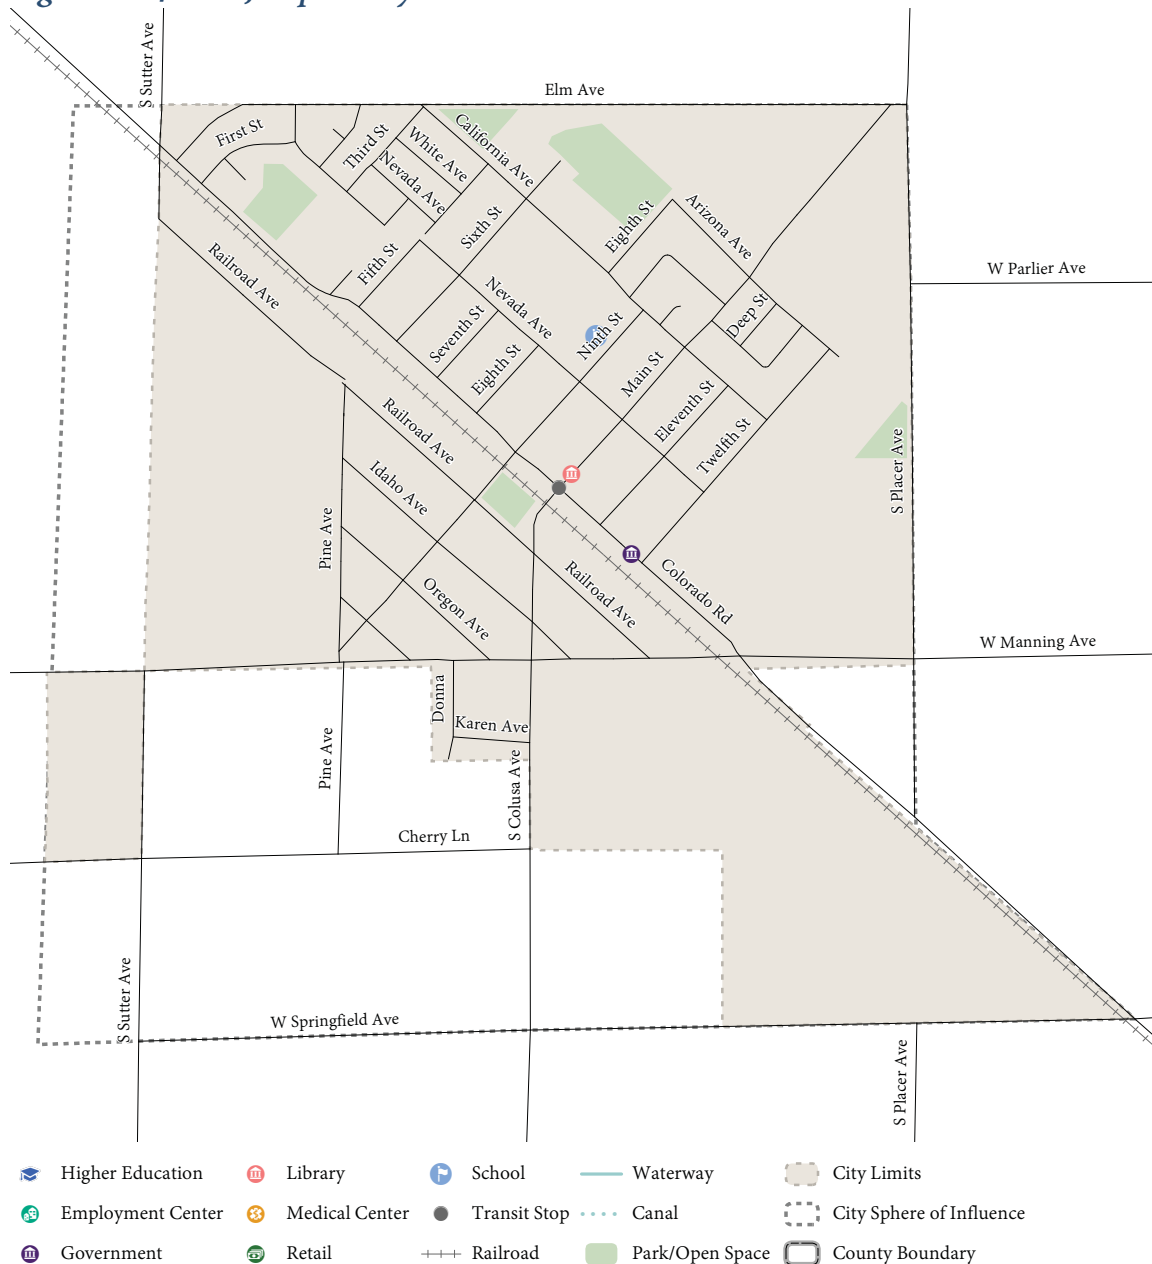 S Sutter Ave
Elm Ave
First St
Third St
White Ave
California Ave
Nevada Ave
Sixth St
Fifth St
Eighth St
Arizona Ave
W Parlier Ave
Railroad Ave
Nevada Ave
Seventh St
Eighth St
Ninth St
Deep St
Main St
Eleventh St
Twelfth St
Railroad Ave
Idaho Ave
S Placer Ave
Pine Ave
Oregon Ave
Railroad Ave
Colorado Rd
W Manning Ave
Donna
Karen Ave
Pine Ave
S Colusa Ave
Cherry Ln
S Sutter Ave
W Springfield Ave
S Placer Ave
Higher Education
Library
School
Waterway
City Limits
Employment Center
Medical Center
Transit Stop
Canal
City Sphere of Influence
Government
Retail
Railroad
Park/Open Space
County Boundary